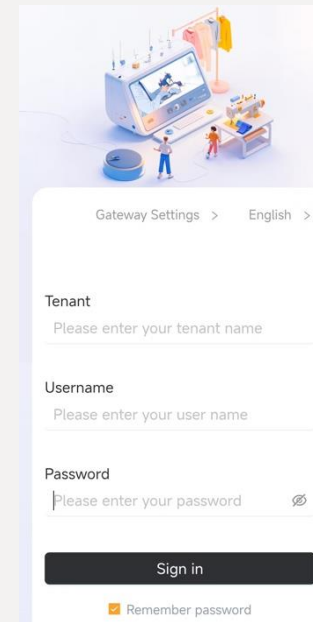 Gateway Settings > English >
Tenant
Please enter your tenant name
Username
Please enter your user name
Password
Please enter your password
Sign in
Remember password